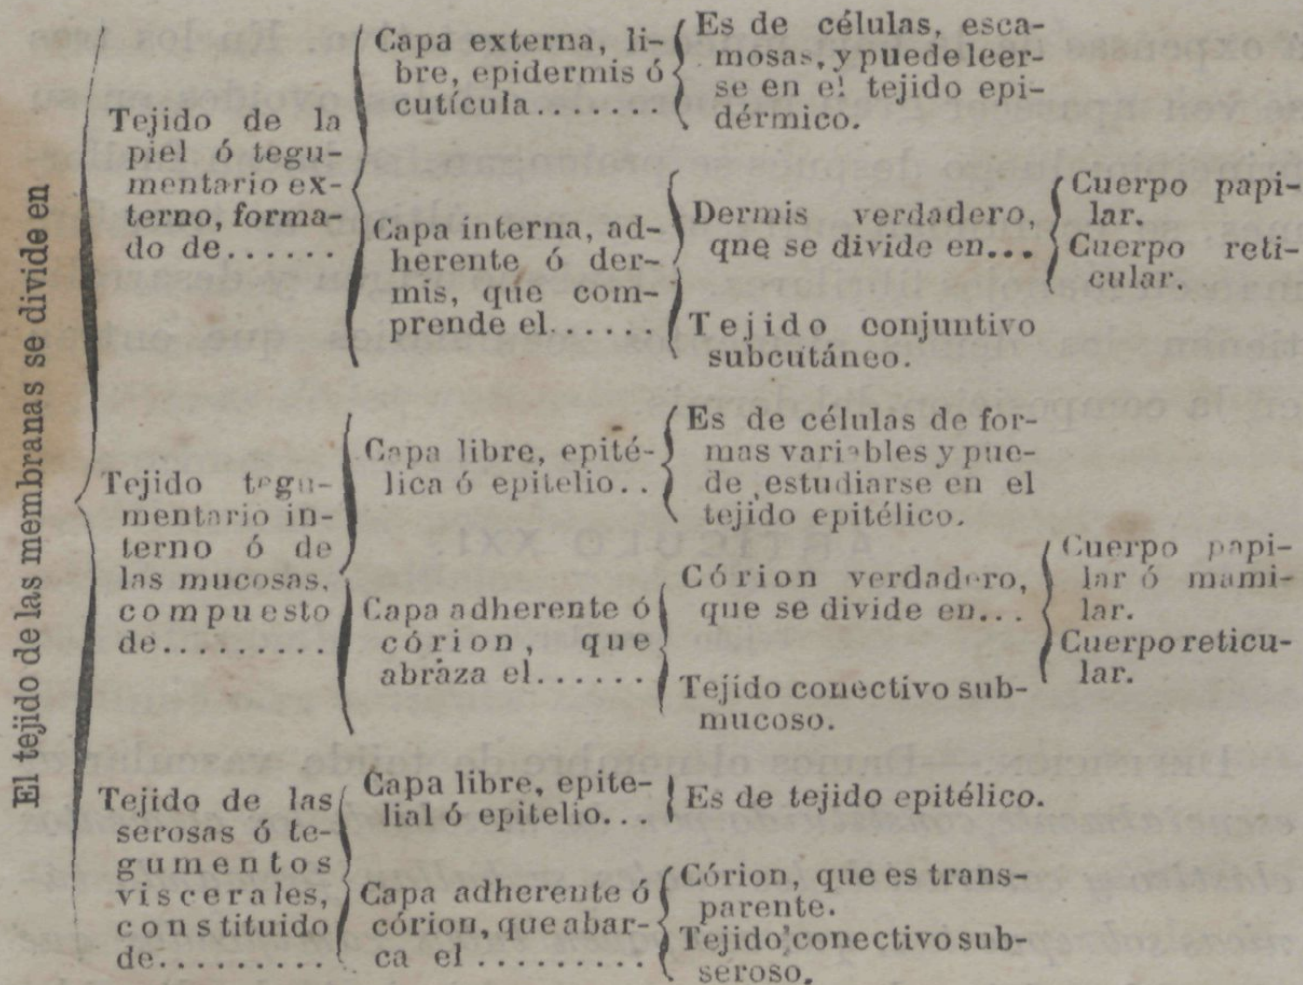 El tejido de las membranas se divide en
Tejido de la
piel ó tegu-
mentario ex-
terno, forma-
do de......
Capa externa, li-
bre, epidermis ó
cutícula.......
Es de células, esca-
mosas, y puede leer-
se en el tejido epi-
dérmico.
Capa interna, ad-
herente ó der-
mis, que com-
prende el......
Dermis verdadero,
qne se divide en...
Cuerpo papi-
lar.
Cuerpo reti-
cular.
Tejido conjuntivo
subcutáneo.
Tejido tegu-
mentario in-
terno ó de
las mucosas,
compuesto
de.........
Capa libre, epité-
lica ó epitelio..
Es de células de for-
mas variables y pue-
de estudiarse en el
tejido epitélico.
Capa adherente ó
córion, que
abraza el......
Córion verdadero,
que se divide en...
Cuerpo papi-
lar ó mami-
lar.
Cuerpo reticu-
lar.
Tejido conectivo sub-
mucoso.
Tejido de las
serosas ó te-
gumentos
viscerales,
constituido
de.........
Capa libre, epite-
lial ó epitelio...
Es de tejido epitélico.
Capa adherente ó
córion, que abar-
ca el .........
Córion, que es trans-
parente.
Tejido conectivo sub-
seroso.